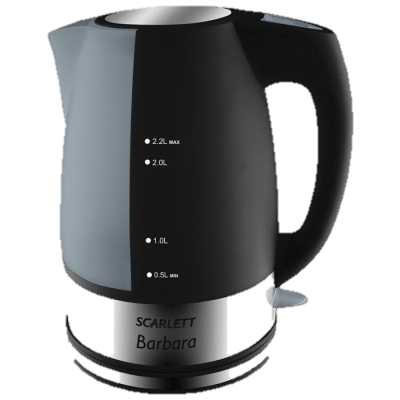 2.2L MAX
2.0L
1.0L
0.5L MIN
SCARLETT
Barbara